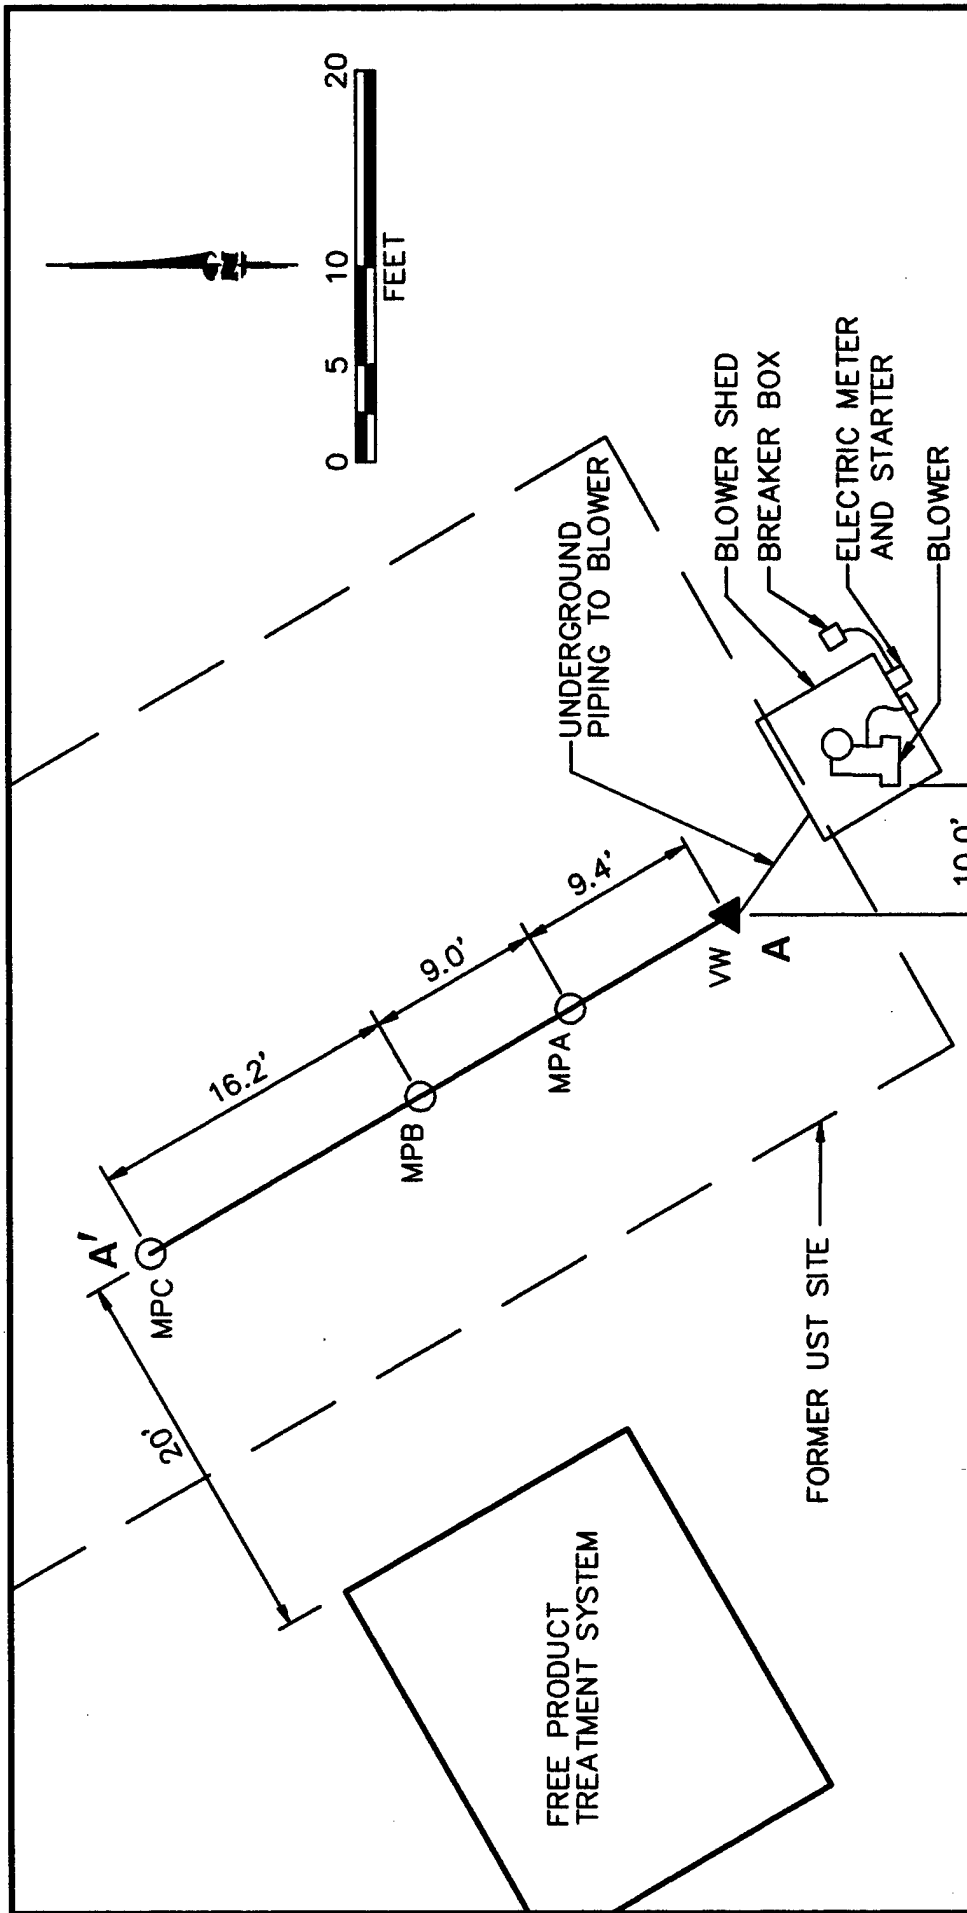 0 5 10 20
FEET
N
A'
MPC
16.2'
20'
MPB
9.0'
MPA
9.4'
UNDERGROUND
PIPING TO BLOWER
VW
A
BLOWER SHED
BREAKER BOX
ELECTRIC METER
AND STARTER
BLOWER
10.0'
FORMER UST SITE
FREE PRODUCT
TREATMENT SYSTEM